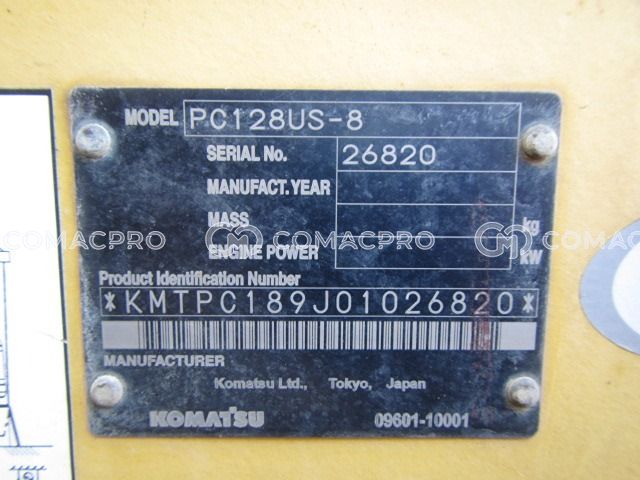 MODEL PC128US-8
SERIAL No. 26820
MANUFACT.YEAR
MASS kg
ENGINE POWER kW
COMACPRO COMACPRO COMACPRO
Product Identification Number
*KMTPC189J01026820*
MANUFACTURER
Komatsu Ltd., Tokyo, Japan
KOMATSU 09601-10001